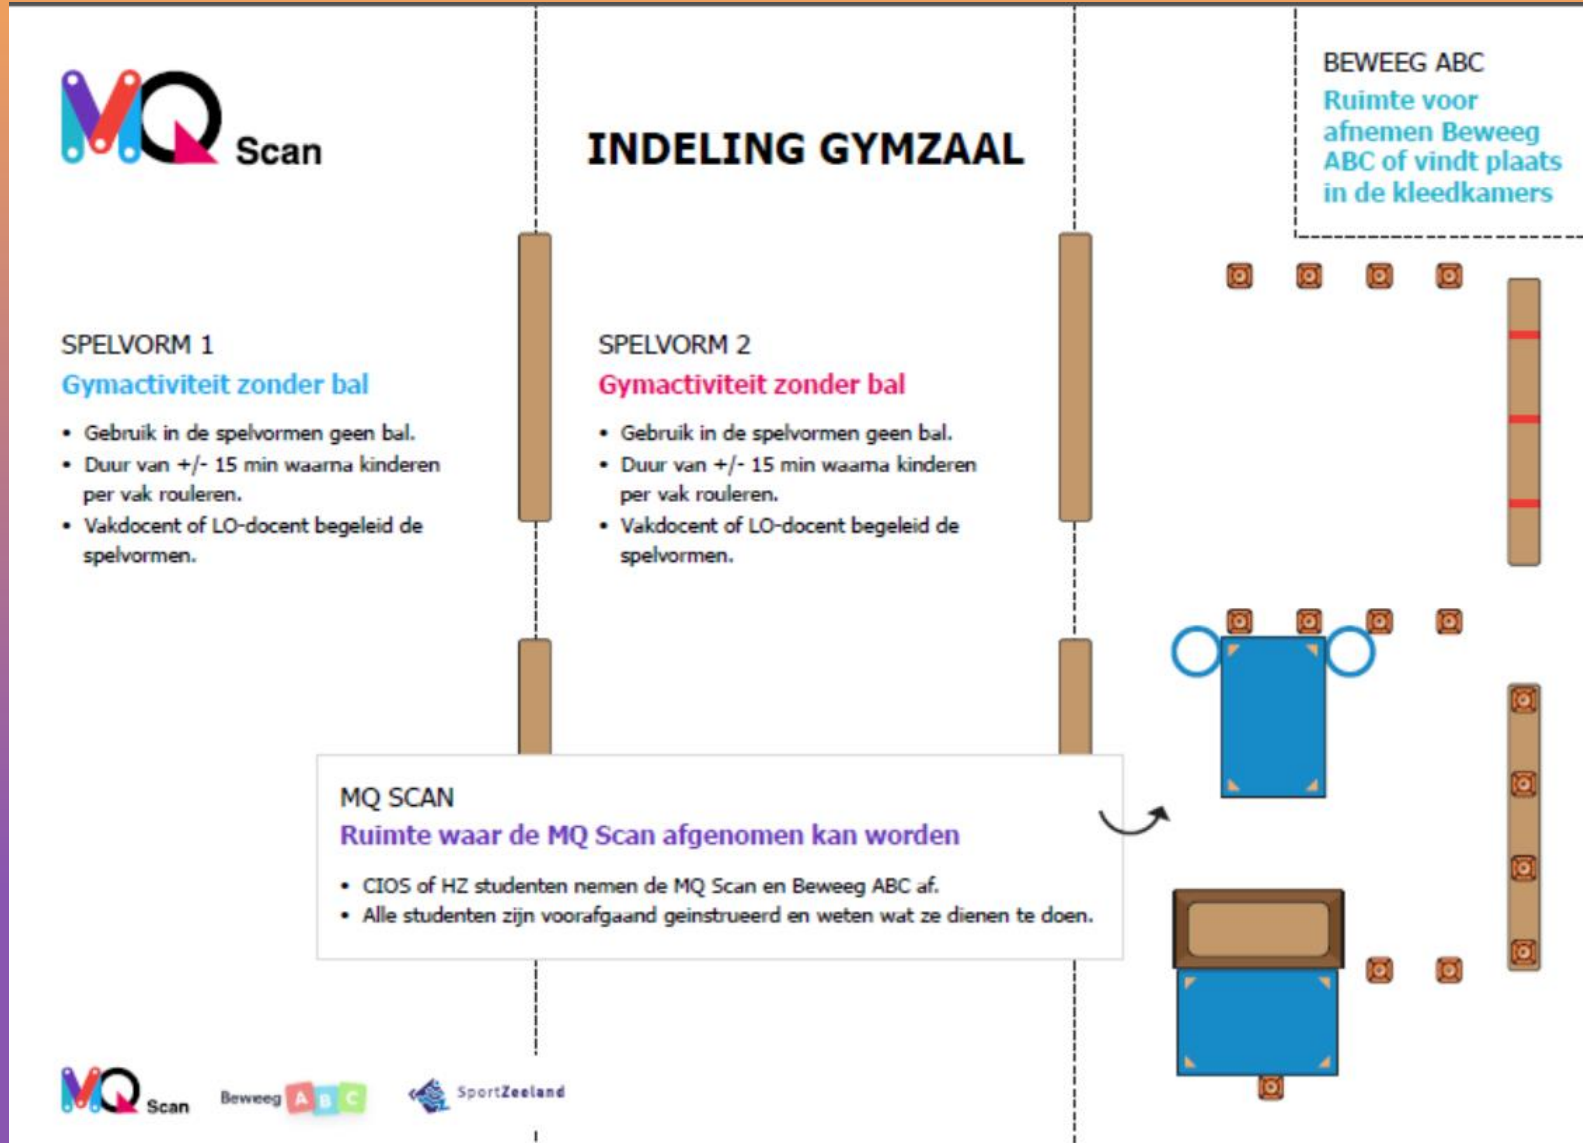 MQ Scan
INDELING GYMZAAL
BEWEEG ABC
Ruimte voor
afnemen Beweeg
ABC of vindt plaats
in de kleedkamers
SPELVORM 1
Gymactiviteit zonder bal
• Gebruik in de spelvormen geen bal.
• Duur van +/- 15 min waarna kinderen
per vak rouleren.
• Vakdocent of LO-docent begeleid de
spelvormen.
SPELVORM 2
Gymactiviteit zonder bal
• Gebruik in de spelvormen geen bal.
• Duur van +/- 15 min waarna kinderen
per vak rouleren.
• Vakdocent of LO-docent begeleid de
spelvormen.
MQ SCAN
Ruimte waar de MQ Scan afgenomen kan worden
• CIOS of HZ studenten nemen de MQ Scan en Beweeg ABC af.
• Alle studenten zijn voorafgaand geinstrueerd en weten wat ze dienen te doen.
MQ Scan
Beweeg ABC
SportZeeland